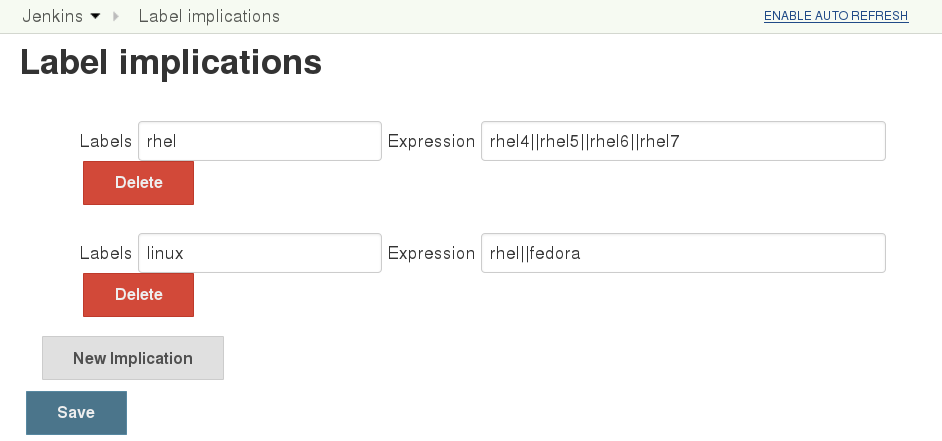 Jenkins Label implications ENABLE AUTO REFRESH
Label implications
Labels rhel Expression rhel4||rhel5||rhel6||rhel7
Delete
Labels linux Expression rhel||fedora
Delete
New Implication
Save